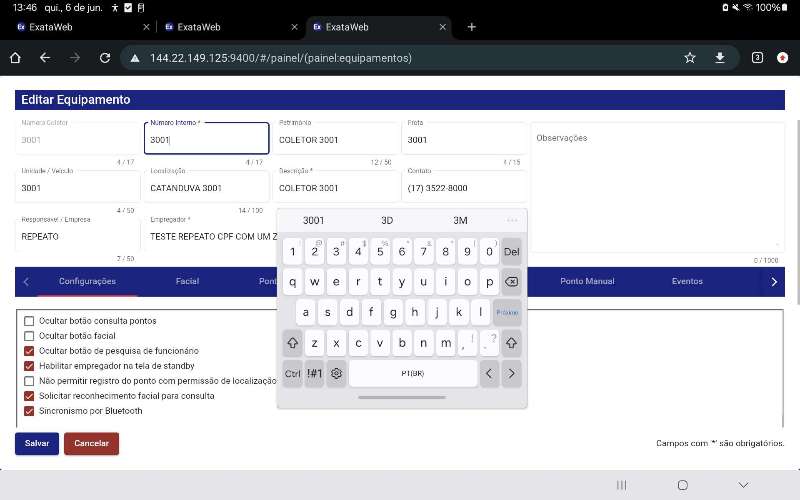 13:46 qui., 6 de jun. 100%
ExataWeb ExataWeb ExataWeb
144.22.149.125:9400/#/painel/(painel:equipamentos) 3
Editar Equipamento
Número Coletor Número Interno * Patrimônio Frota
3001 3001 COLETOR 3001 3001 Observações
4 / 17 4 / 17 12 / 50 4 / 15
Unidade / Veículo Localização Descrição * Contato
3001 CATANDUVA 3001 COLETOR 3001 (17) 3522-8000
4 / 50 14 / 100
Responsável / Empresa Empregador *
REPEATO TESTE REPEATO CPF COM UM Z
7 / 50 0 / 1000
3001 3D 3M ...
1 2 3 4 5 6 7 8 9 0 Del
q w e r t y u i o p
a s d f g h j k l Próximo
z x c v b n m , ! . ?
Ctrl !#1 PT(BR) < >
Configurações Facial Pont Ponto Manual Eventos
Ocultar botão consulta pontos
Ocultar botão facial
Ocultar botão de pesquisa de funcionário
Habilitar empregador na tela de standby
Não permitir registro do ponto com permissão de localização
Solicitar reconhecimento facial para consulta
Sincronismo por Bluetooth
Salvar Cancelar Campos com '*' são obrigatórios.